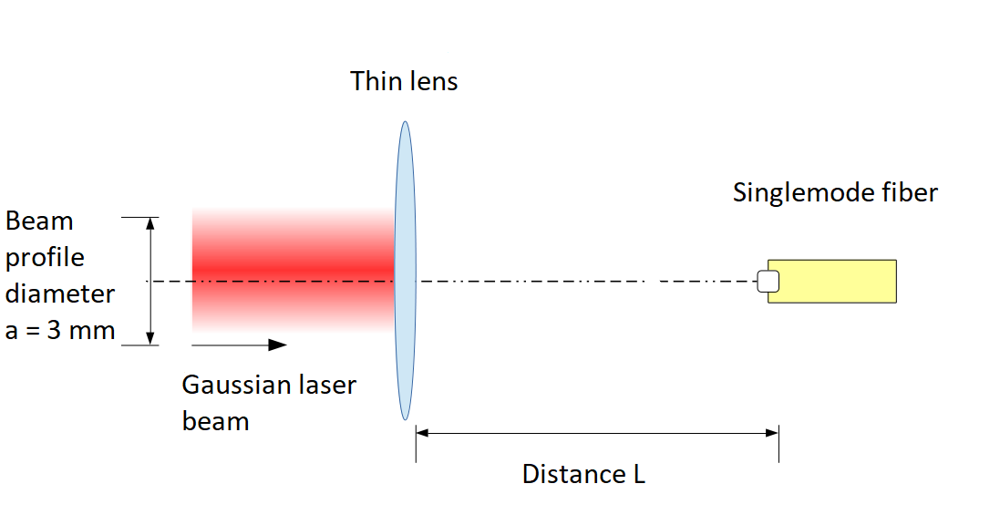 Thin lens
Singlemode fiber
Beam
profile
diameter
a = 3 mm
Gaussian laser
beam
Distance L